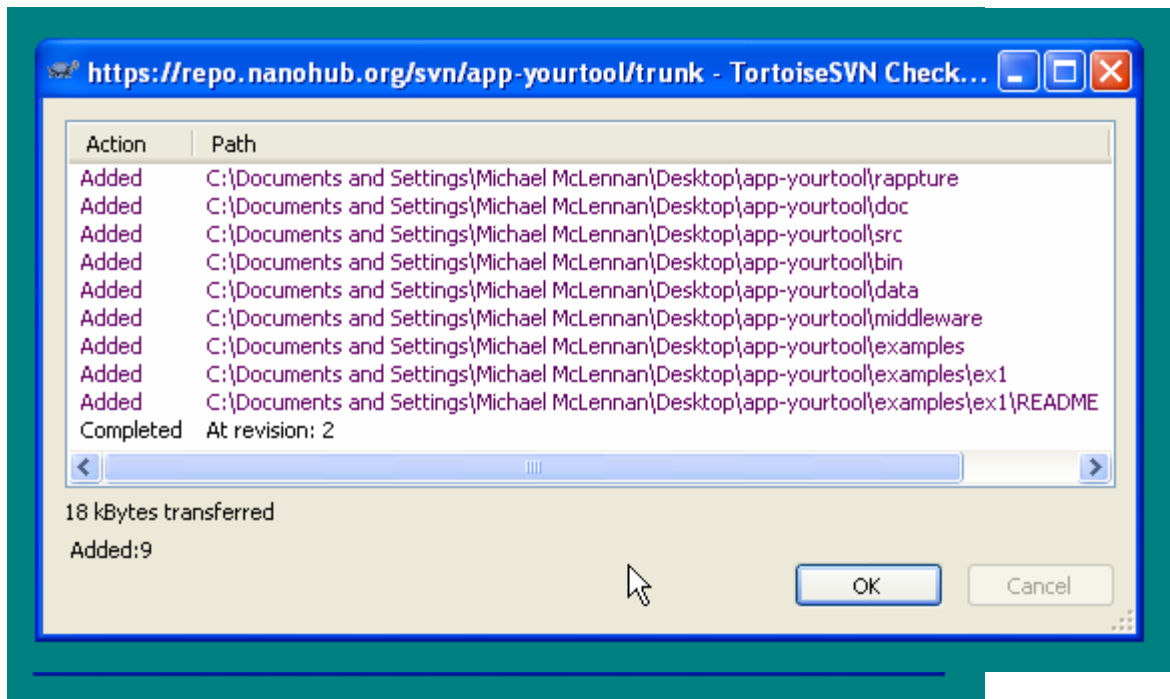 https://repo.nanohub.org/svn/app-yourtool/trunk - TortoiseSVN Check...
Action Path
Added C:\Documents and Settings\Michael McLennan\Desktop\app-yourtool\rappture
Added C:\Documents and Settings\Michael McLennan\Desktop\app-yourtool\doc
Added C:\Documents and Settings\Michael McLennan\Desktop\app-yourtool\src
Added C:\Documents and Settings\Michael McLennan\Desktop\app-yourtool\bin
Added C:\Documents and Settings\Michael McLennan\Desktop\app-yourtool\data
Added C:\Documents and Settings\Michael McLennan\Desktop\app-yourtool\middleware
Added C:\Documents and Settings\Michael McLennan\Desktop\app-yourtool\examples
Added C:\Documents and Settings\Michael McLennan\Desktop\app-yourtool\examples\ex1
Added C:\Documents and Settings\Michael McLennan\Desktop\app-yourtool\examples\ex1\README
Completed At revision: 2
18 kBytes transferred
Added:9
OK Cancel